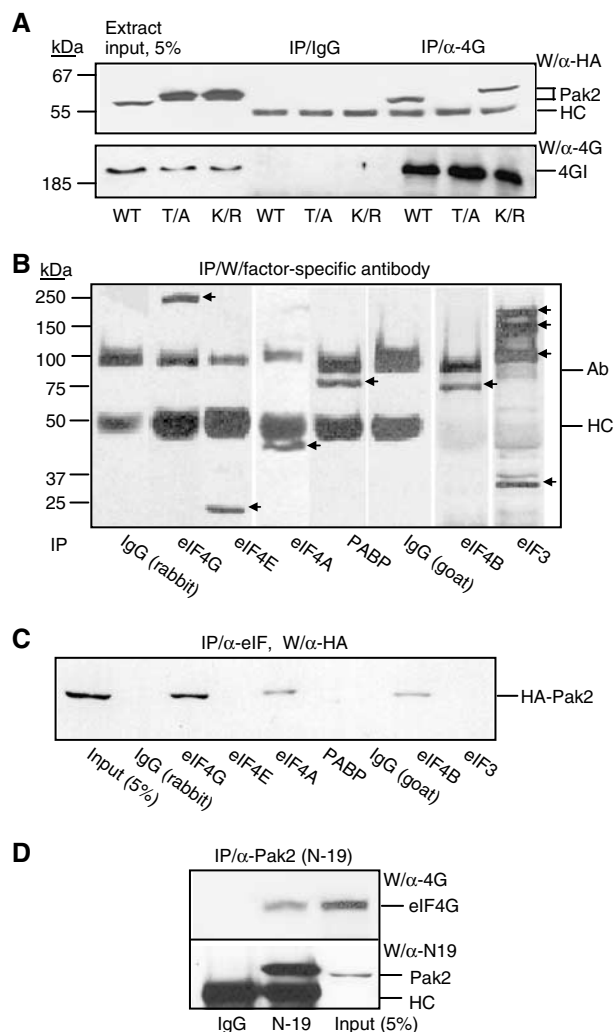 A
kDa
Extract
input, 5%
IP/IgG
IP/α-4G
W/α-HA
67
55
Pak2
HC
W/α-4G
185
4GI
WT T/A K/R WT T/A K/R WT T/A K/R
B
kDa
IP/W/factor-specific antibody
250
150
100
75
50
37
25
Ab
HC
IP
IgG (rabbit) eIF4G eIF4E eIF4A PABP IgG (goat) eIF4B eIF3
C
IP/α-eIF, W/α-HA
HA-Pak2
Input (5%) IgG (rabbit) eIF4G eIF4E eIF4A PABP IgG (goat) eIF4B eIF3
D
IP/α-Pak2 (N-19)
W/α-4G
eIF4G
W/α-N19
Pak2
HC
IgG N-19 Input (5%)